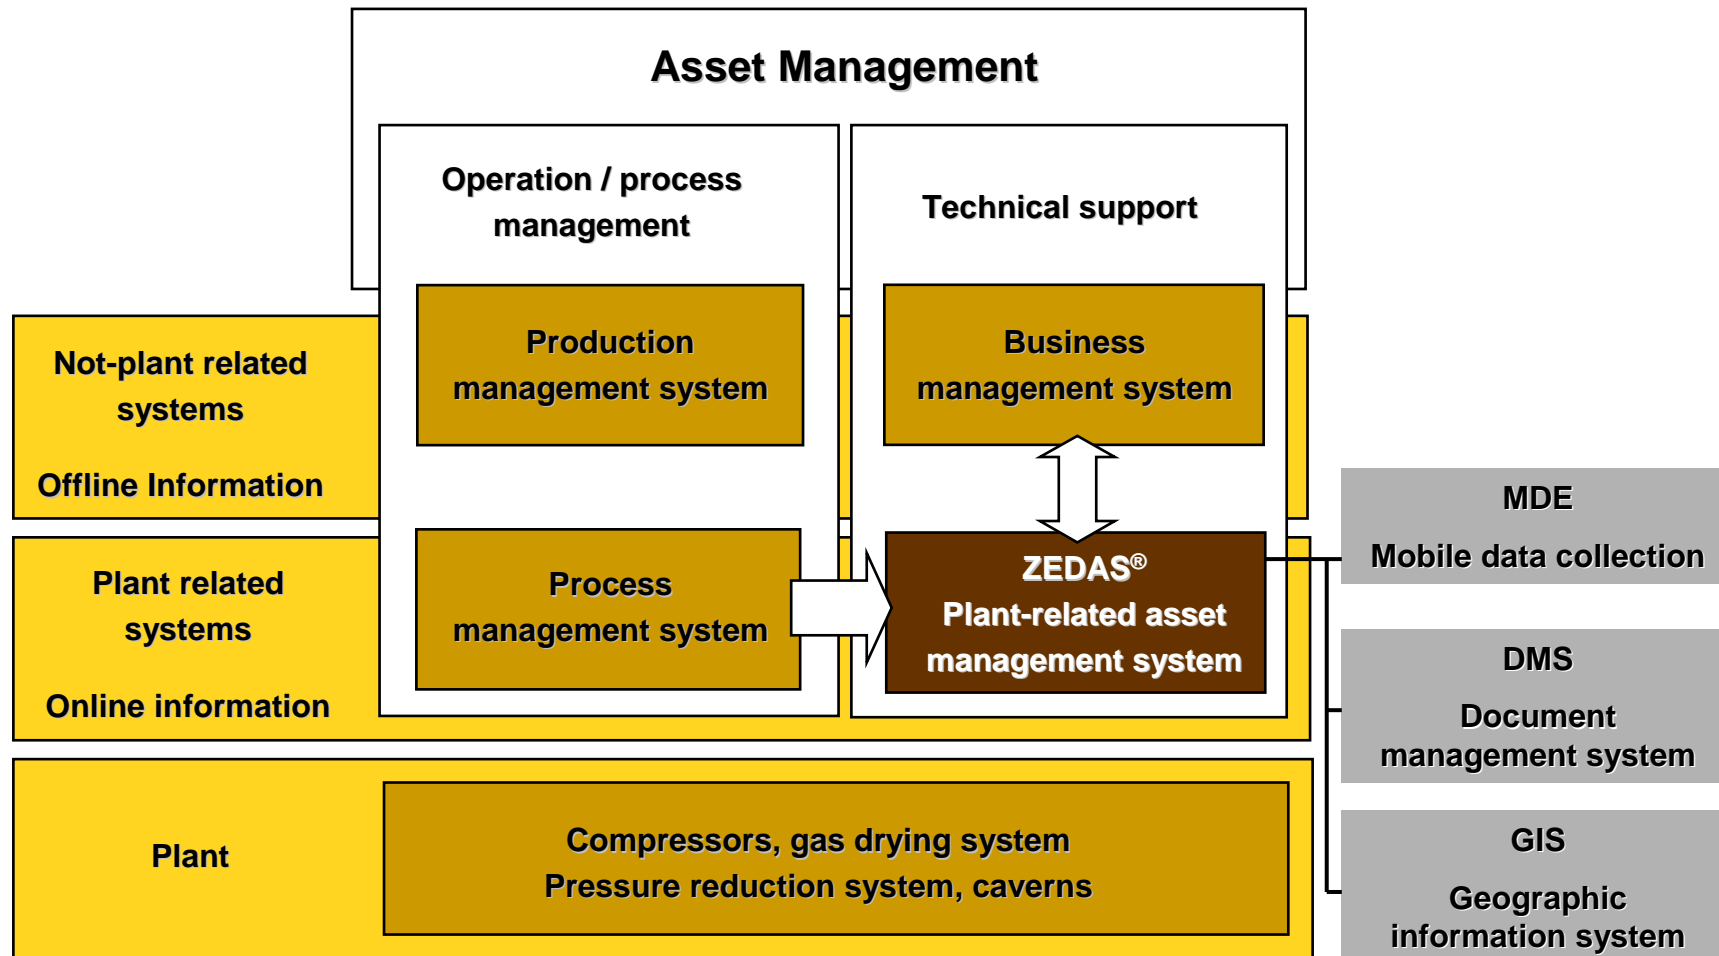 Asset Management
Operation / process
management
Technical support
Production
management system
Business
management system
Not-plant related
systems
Offline Information
Process
management system
ZEDAS®
Plant-related asset
management system
Plant related
systems
Online information
MDE
Mobile data collection
DMS
Document
management system
GIS
Geographic
information system
Plant
Compressors, gas drying system
Pressure reduction system, caverns